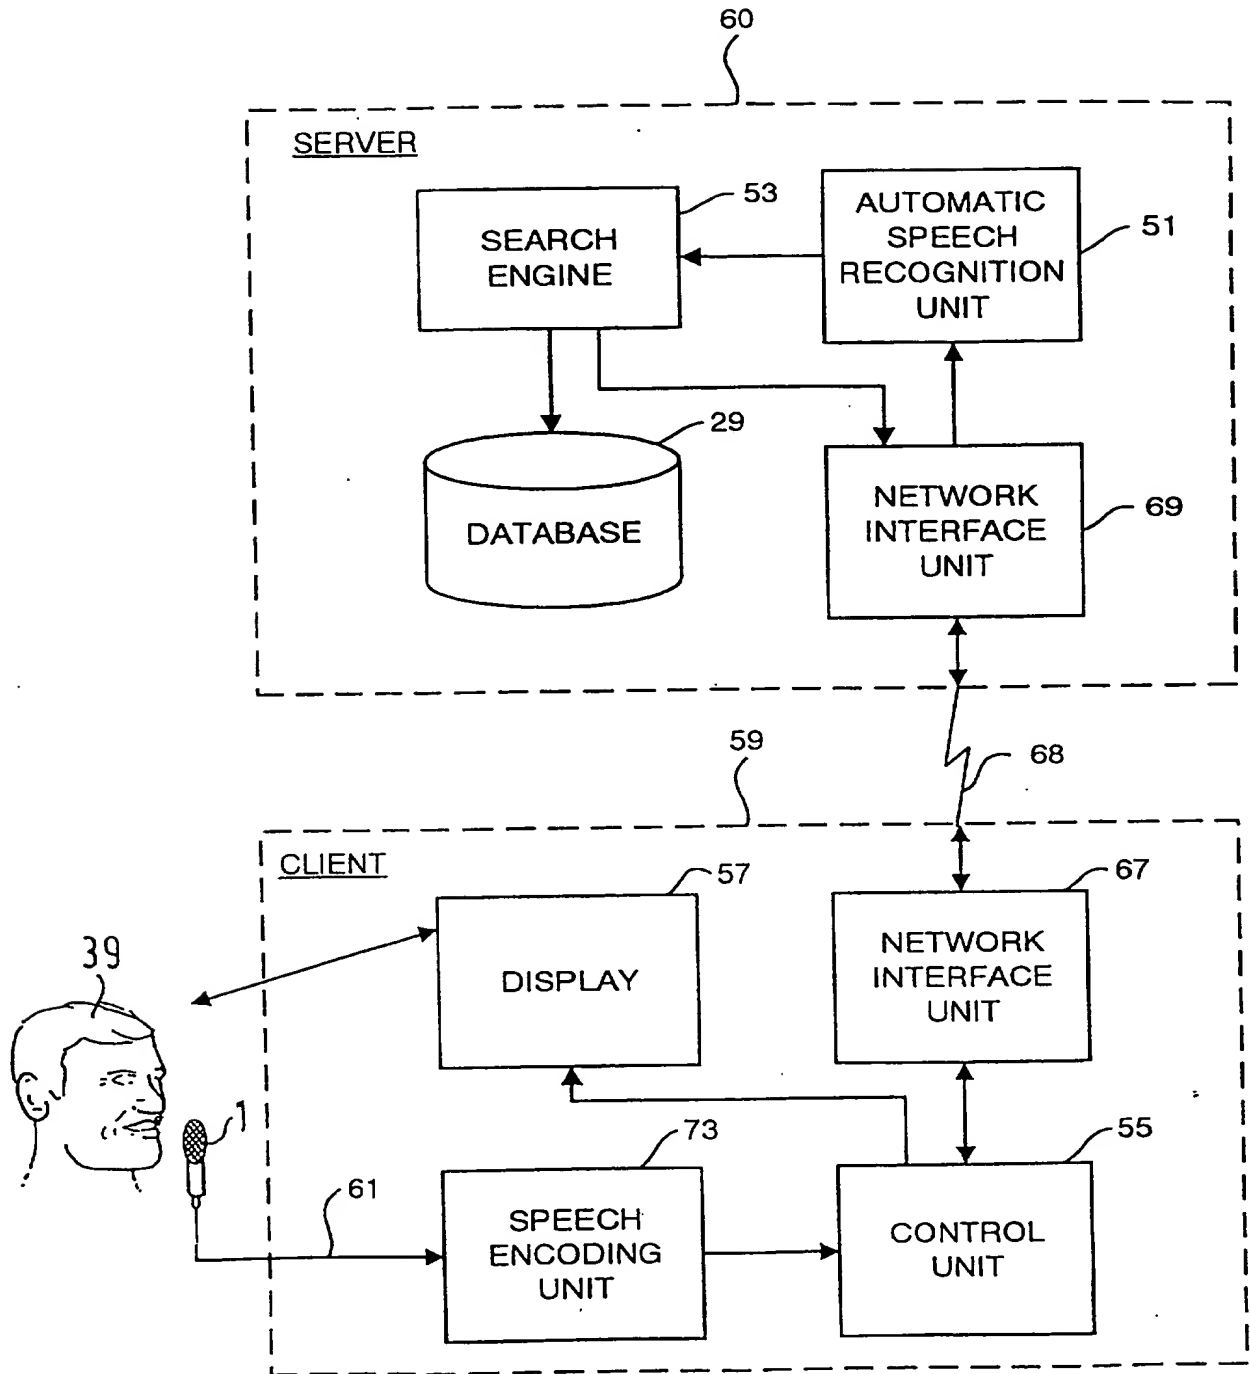 60
SERVER
53
SEARCH
ENGINE
AUTOMATIC
SPEECH
RECOGNITION
UNIT
51
29
DATABASE
NETWORK
INTERFACE
UNIT
69
59
68
CLIENT
57
DISPLAY
67
NETWORK
INTERFACE
UNIT
39
1
61
73
SPEECH
ENCODING
UNIT
55
CONTROL
UNIT